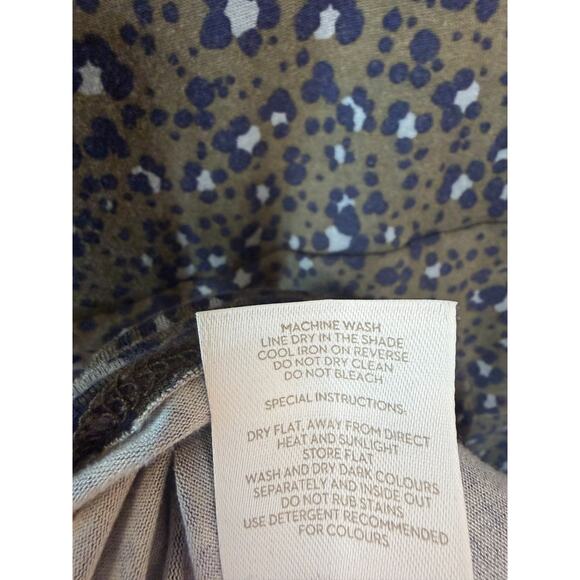 MACHINE WASH
LINE DRY IN THE SHADE
COOL IRON ON REVERSE
DO NOT DRY CLEAN
DO NOT BLEACH
SPECIAL INSTRUCTIONS:
DRY FLAT, AWAY FROM DIRECT
HEAT AND SUNLIGHT
STORE FLAT
WASH AND DRY DARK COLOURS
SEPARATELY AND INSIDE OUT
DO NOT RUB STAINS
USE DETERGENT RECOMMENDED
FOR COLOURS